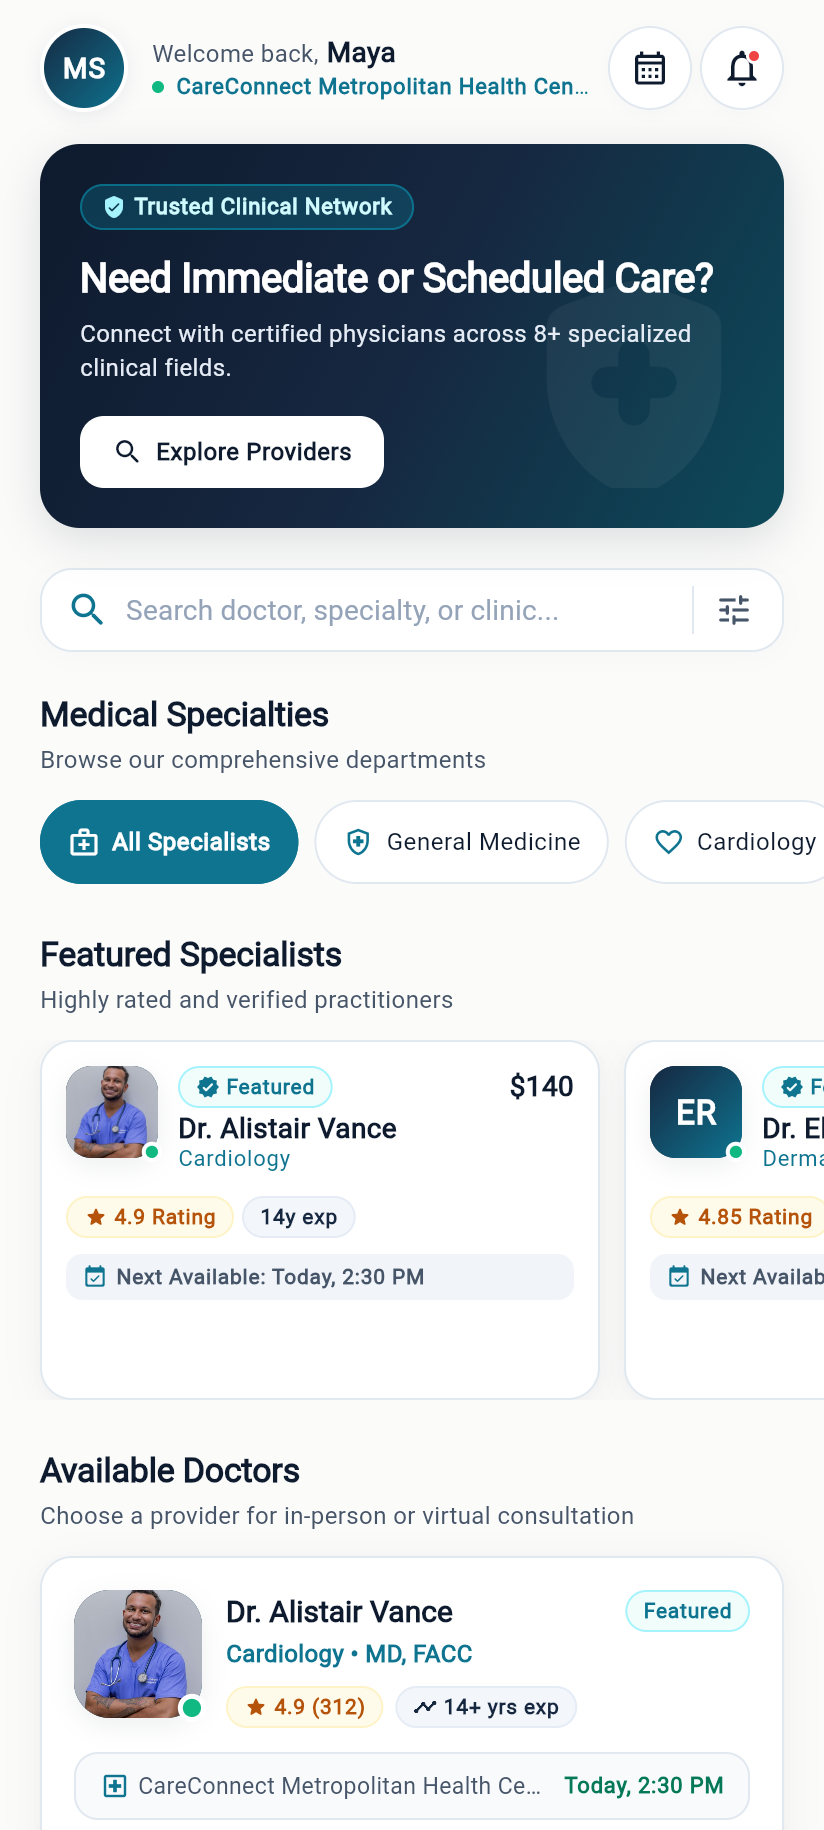 MS
Welcome back, Maya
CareConnect Metropolitan Health Cen...
Trusted Clinical Network
Need Immediate or Scheduled Care?
Connect with certified physicians across 8+ specialized
clinical fields.
Explore Providers
Search doctor, specialty, or clinic...
Medical Specialties
Browse our comprehensive departments
All Specialists
General Medicine
Cardiology
Featured Specialists
Highly rated and verified practitioners
Featured
$140
Dr. Alistair Vance
Cardiology
4.9 Rating
14y exp
Next Available: Today, 2:30 PM
ER
Fe
Dr. El
Derma
4.85 Rating
Next Availab
Available Doctors
Choose a provider for in-person or virtual consultation
Dr. Alistair Vance
Featured
Cardiology • MD, FACC
4.9 (312)
14+ yrs exp
CareConnect Metropolitan Health Ce...
Today, 2:30 PM